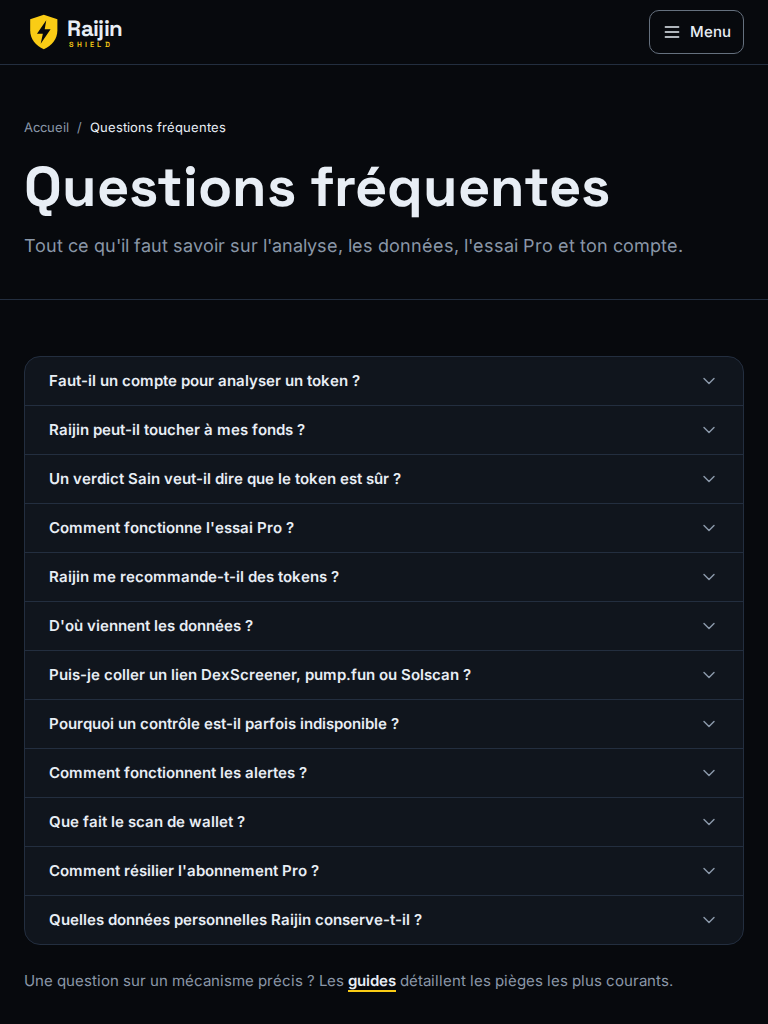 Raijin
SHIELD
Menu
Accueil / Questions fréquentes
Questions fréquentes
Tout ce qu'il faut savoir sur l'analyse, les données, l'essai Pro et ton compte.
Faut-il un compte pour analyser un token ?
Raijin peut-il toucher à mes fonds ?
Un verdict Sain veut-il dire que le token est sûr ?
Comment fonctionne l'essai Pro ?
Raijin me recommande-t-il des tokens ?
D'où viennent les données ?
Puis-je coller un lien DexScreener, pump.fun ou Solscan ?
Pourquoi un contrôle est-il parfois indisponible ?
Comment fonctionnent les alertes ?
Que fait le scan de wallet ?
Comment résilier l'abonnement Pro ?
Quelles données personnelles Raijin conserve-t-il ?
Une question sur un mécanisme précis ? Les guides détaillent les pièges les plus courants.